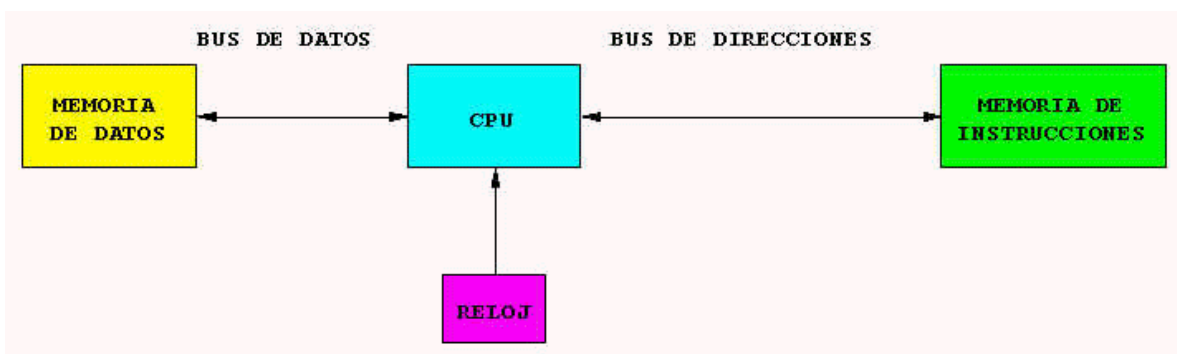 BUS DE DATOS
BUS DE DIRECCIONES
MEMORIA
DE DATOS
CPU
MEMORIA DE
INSTRUCCIONES
RELOJ